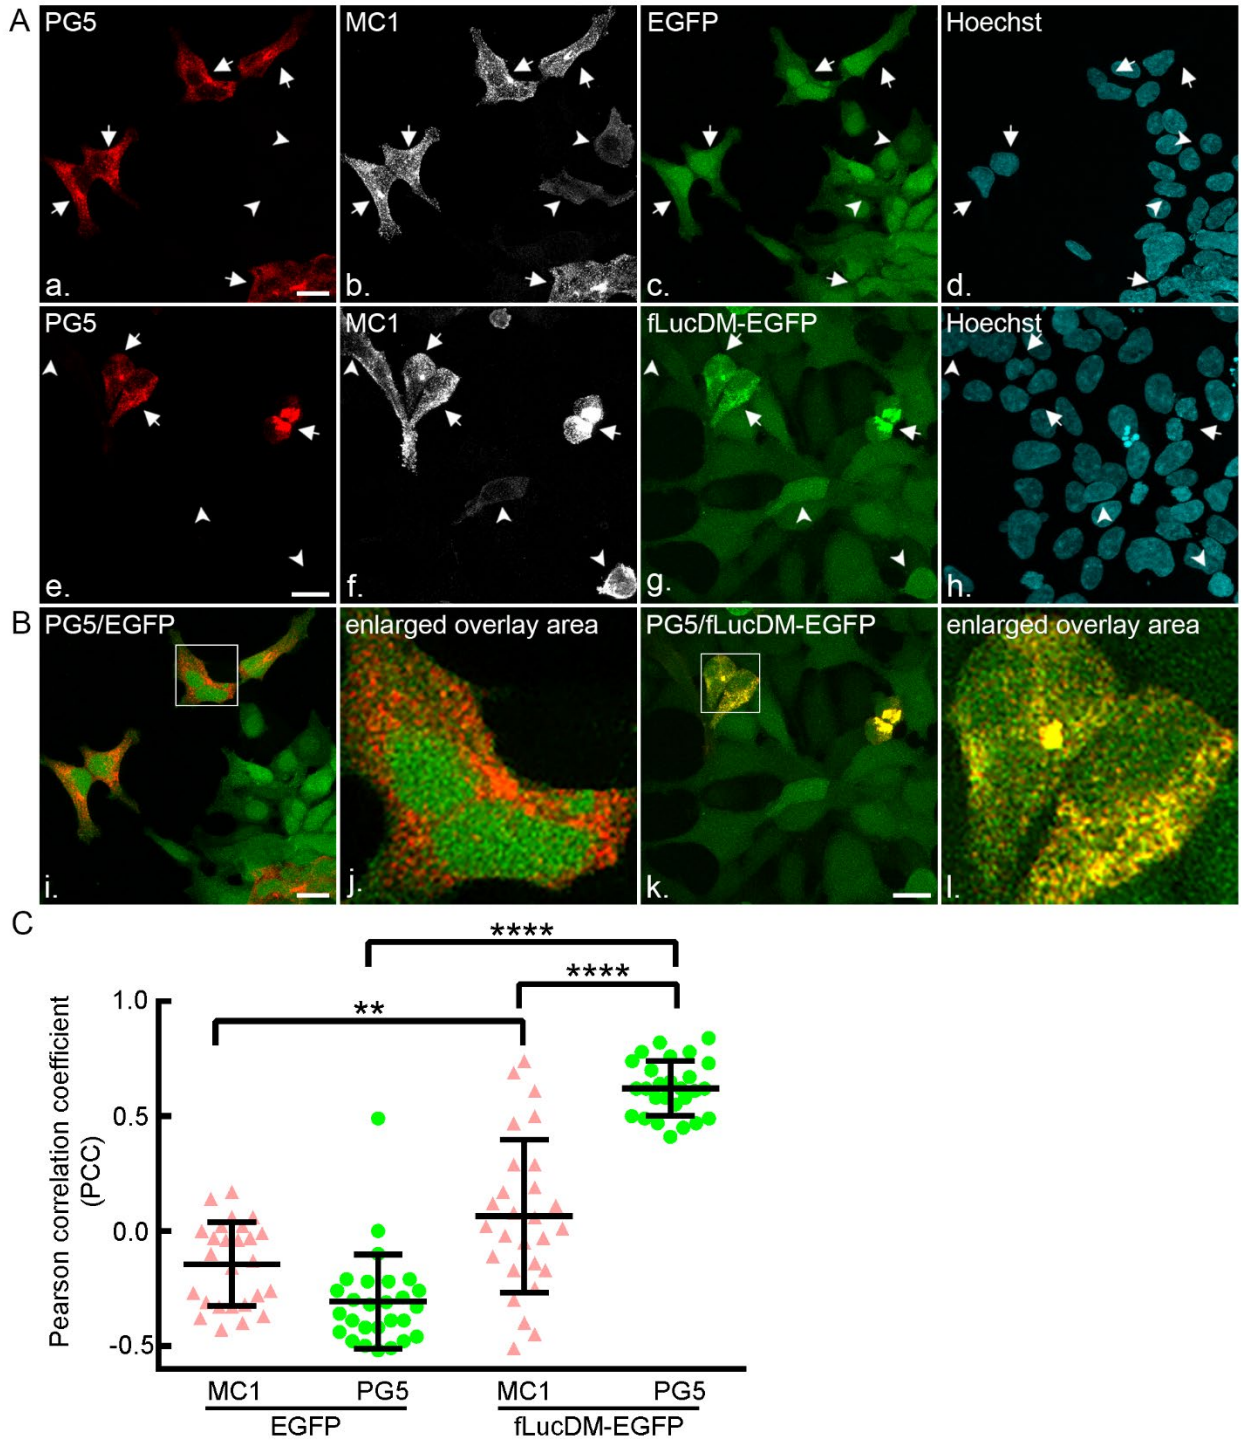 A
PG5
MC1
EGFP
Hoechst
a.
b.
c.
d.
PG5
MC1
fLucDM-EGFP
Hoechst
e.
f.
g.
h.
B
PG5/EGFP
enlarged overlay area
PG5/fLucDM-EGFP
enlarged overlay area
i.
j.
k.
l.
C
****
****
**
Pearson correlation coefficient
(PCC)
1.0
0.5
0.0
-0.5
MC1
PG5
MC1
PG5
EGFP
fLucDM-EGFP